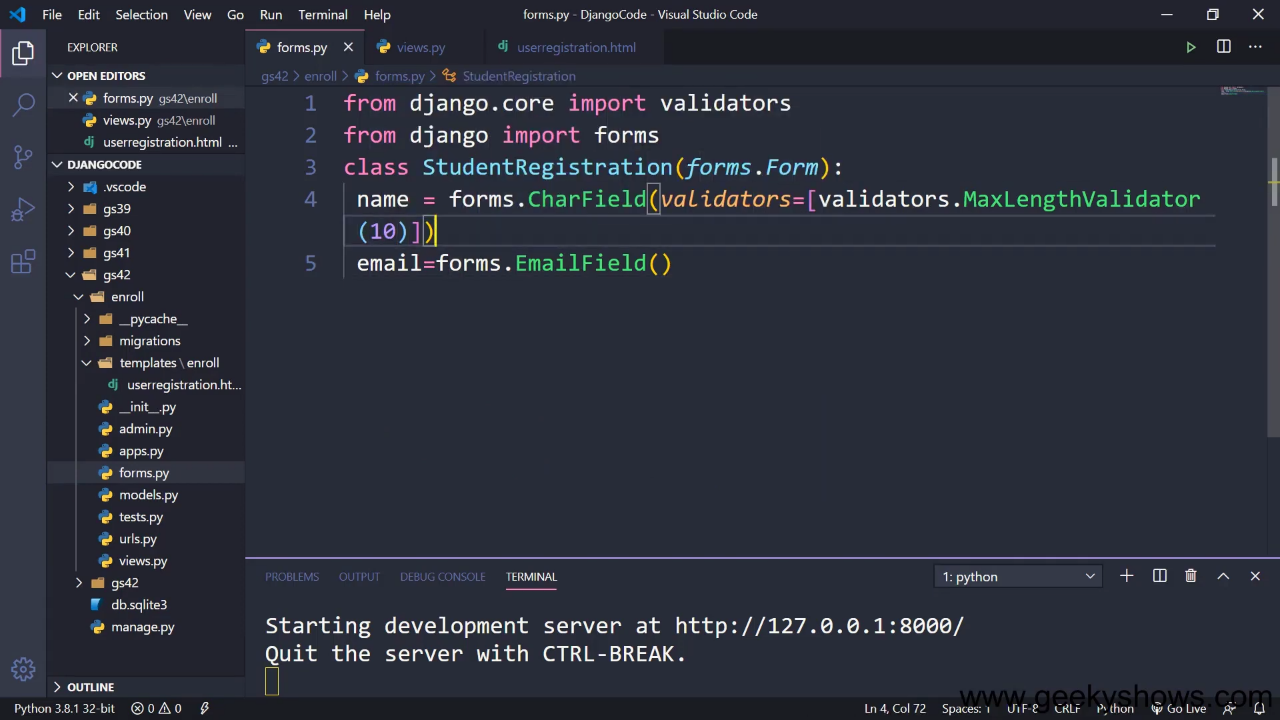 File Edit Selection View Go Run Terminal Help forms.py - DjangoCode - Visual Studio Code
EXPLORER
OPEN EDITORS
forms.py gs42\enroll
views.py gs42\enroll
userregistration.html ...
DJANGOCODE
.vscode
gs39
gs40
gs41
gs42
enroll
__pycache__
migrations
templates \ enroll
userregistration.ht...
__init__.py
admin.py
apps.py
forms.py
models.py
tests.py
urls.py
views.py
gs42
db.sqlite3
manage.py
OUTLINE
forms.py views.py userregistration.html
gs42 > enroll > forms.py > StudentRegistration
1 from django.core import validators
2 from django import forms
3 class StudentRegistration(forms.Form):
4 name = forms.CharField(validators=[validators.MaxLengthValidator
(10)])
5 email=forms.EmailField()
PROBLEMS OUTPUT DEBUG CONSOLE TERMINAL 1: python
Starting development server at http://127.0.0.1:8000/
Quit the server with CTRL-BREAK.
www.geekyshows.com
Python 3.8.1 32-bit 0 0 Ln 4, Col 72 Spaces: 1 UTF-8 CRLF Python Go Live